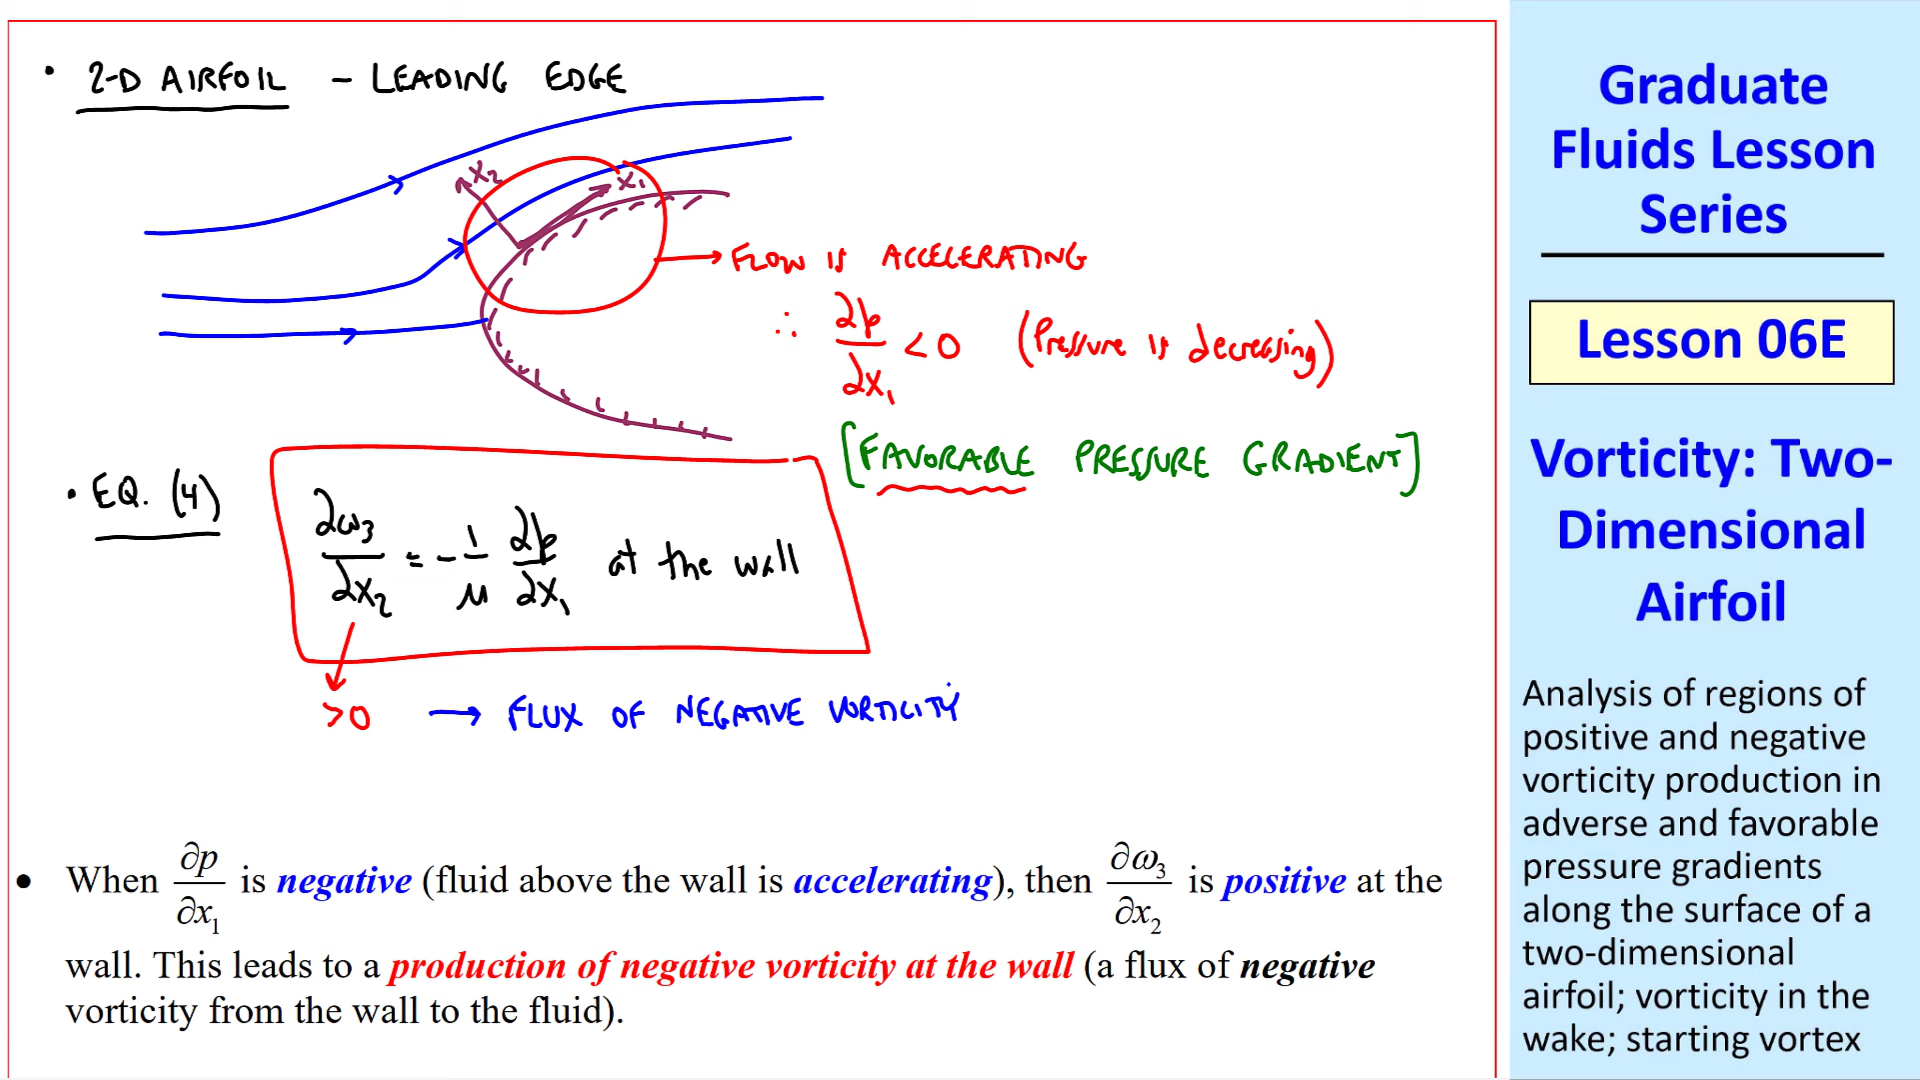 • 2-D AIRFOIL – LEADING EDGE
x₂
x₁
FLOW IS ACCELERATING
∴ ∂p/∂x₁ < 0 (Pressure is decreasing)
[FAVORABLE PRESSURE GRADIENT]
• EQ. (4)
∂ω₃/∂x₂ = -1/μ ∂p/∂x₁ at the wall
>0 → FLUX OF NEGATIVE VORTICITY
• When ∂p/∂x₁ is negative (fluid above the wall is accelerating), then ∂ω₃/∂x₂ is positive at the
wall. This leads to a production of negative vorticity at the wall (a flux of negative
vorticity from the wall to the fluid).
Graduate
Fluids Lesson
Series
Lesson 06E
Vorticity: Two-
Dimensional
Airfoil
Analysis of regions of
positive and negative
vorticity production in
adverse and favorable
pressure gradients
along the surface of a
two-dimensional
airfoil; vorticity in the
wake; starting vortex